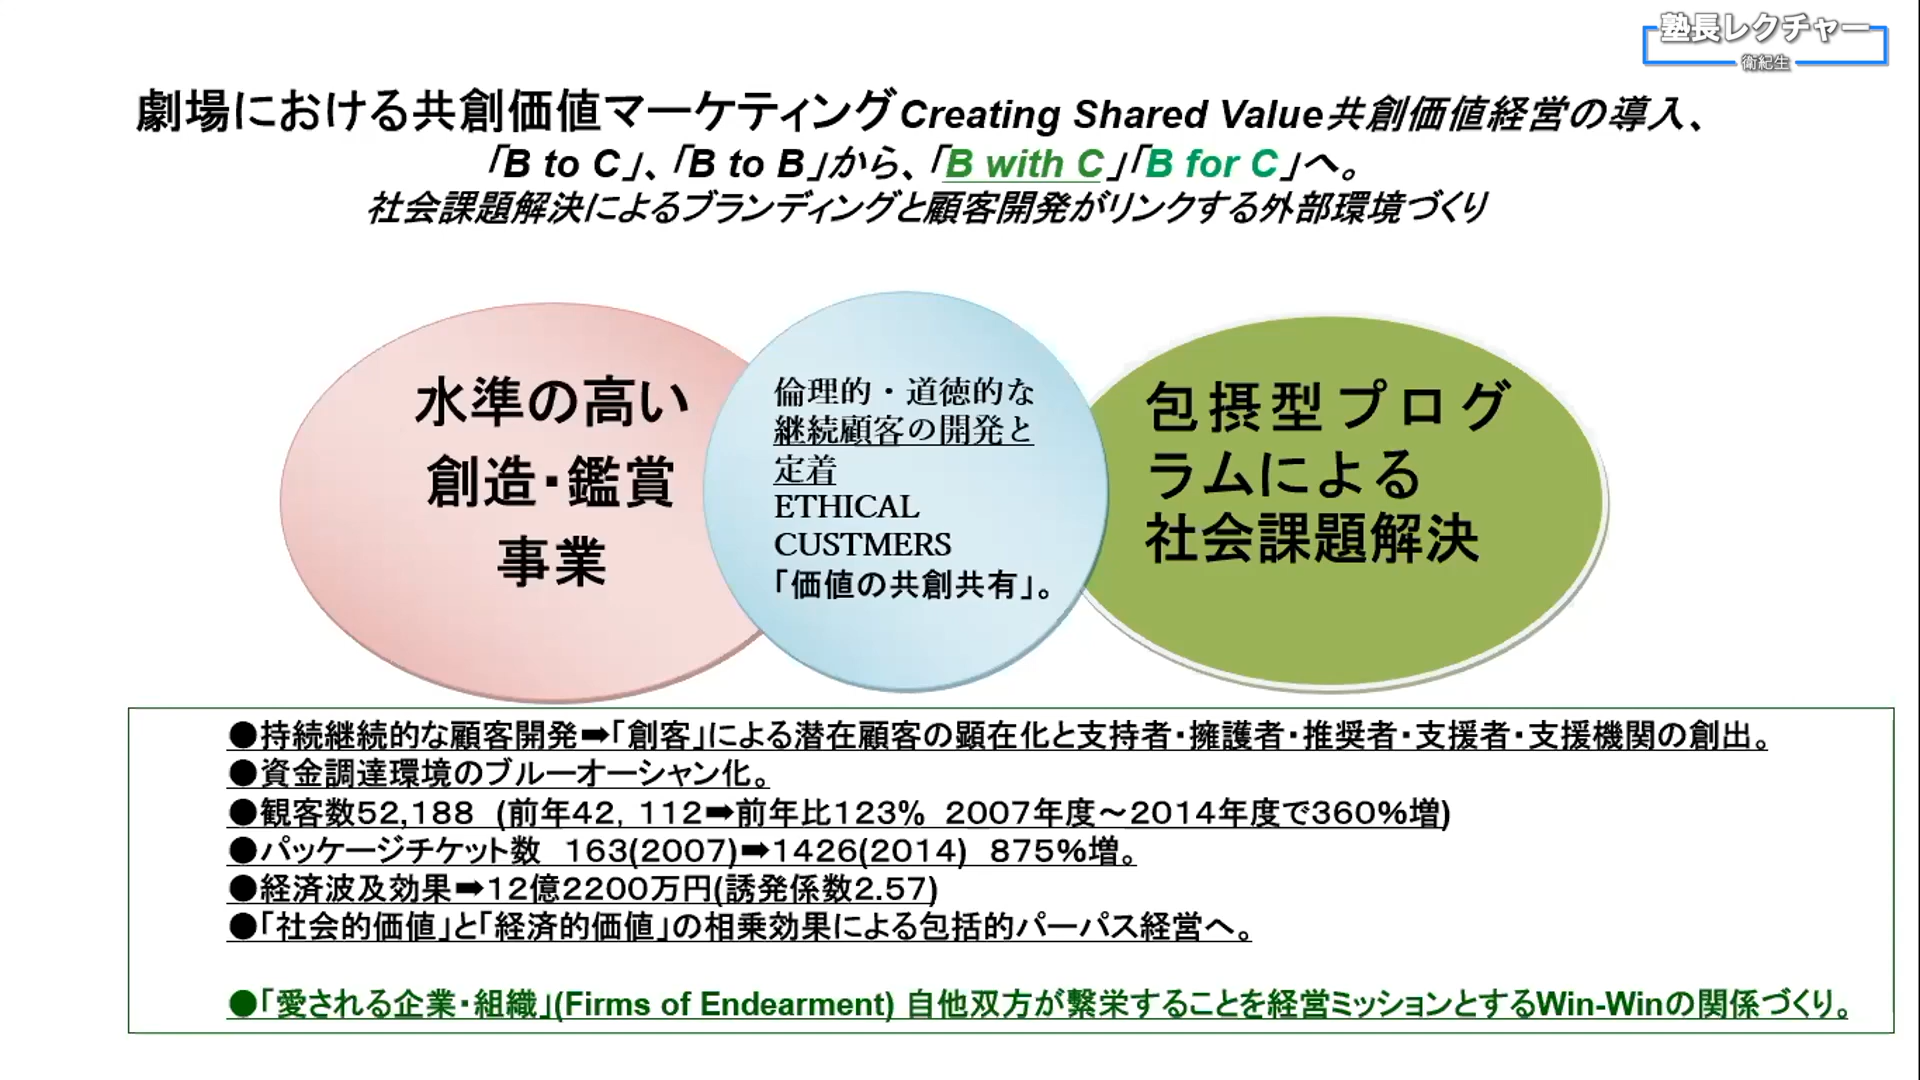 塾長レクチャー
衛紀生
劇場における共創価値マーケティングCreating Shared Value共創価値経営の導入、
「B to C」、「B to B」から、「B with C」「B for C」へ。
社会課題解決によるブランディングと顧客開発がリンクする外部環境づくり
水準の高い
創造・鑑賞
事業
倫理的・道徳的な
継続顧客の開発と
定着
ETHICAL
CUSTMERS
「価値の共創共有」。
包摂型プログ
ラムによる
社会課題解決
●持続継続的な顧客開発➡「創客」による潜在顧客の顕在化と支持者・擁護者・推奨者・支援者・支援機関の創出。
●資金調達環境のブルーオーシャン化。
●観客数52,188 (前年42, 112➡前年比123% 2007年度～2014年度で360%増)
●パッケージチケット数 163(2007)➡1426(2014) 875%増。
●経済波及効果➡12億2200万円(誘発係数2.57)
●「社会的価値」と「経済的価値」の相乗効果による包括的パーパス経営へ。
●「愛される企業・組織」(Firms of Endearment) 自他双方が繋栄することを経営ミッションとするWin-Winの関係づくり。